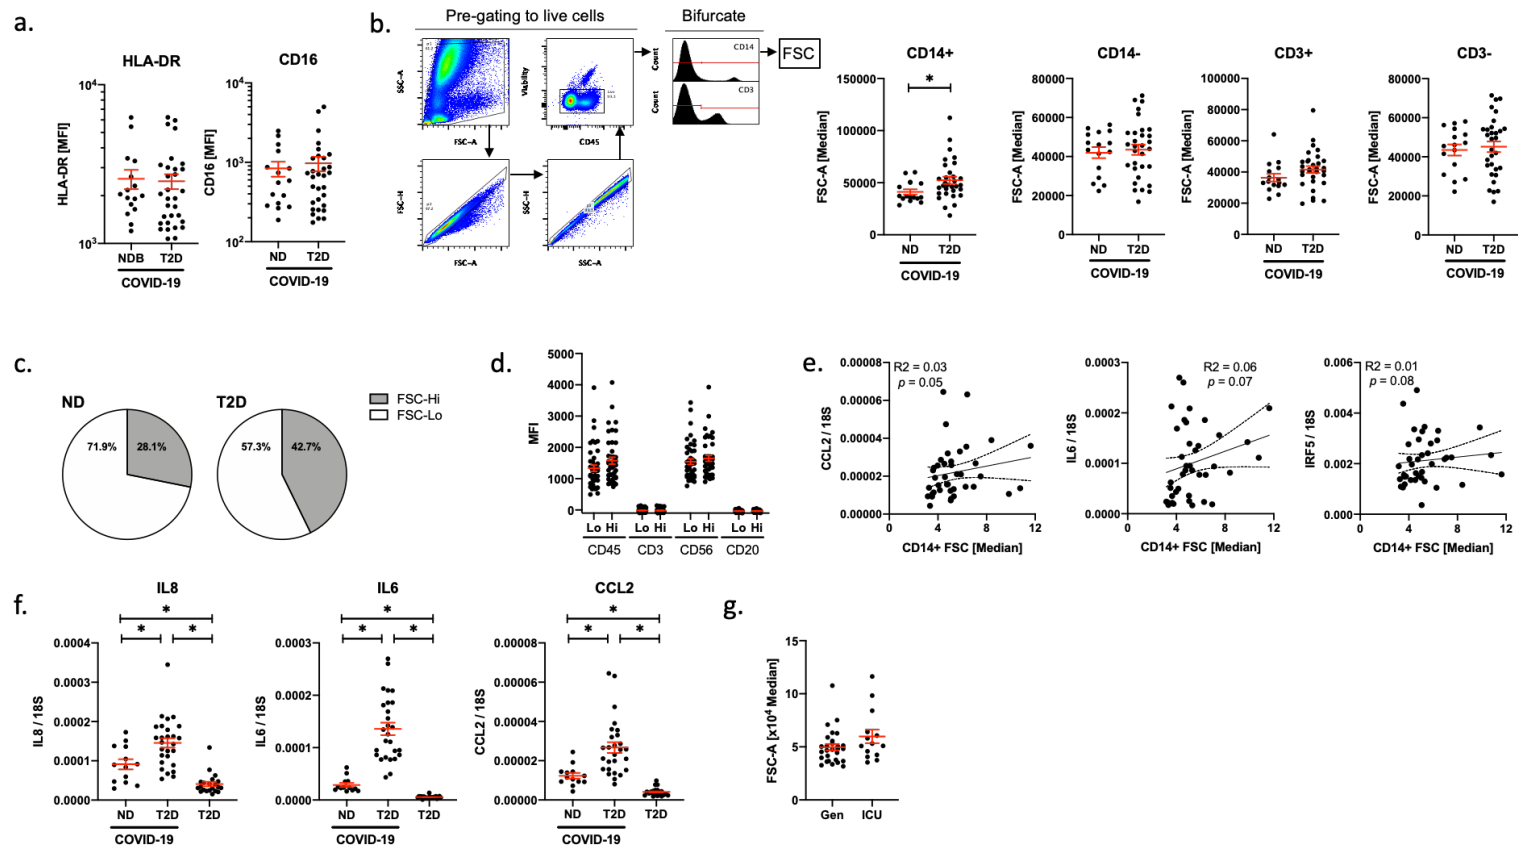 a.
HLA-DR
HLA-DR [MFI]
10⁴
10³
NDB T2D
COVID-19
CD16
CD16 [MFI]
10⁴
10³
10²
ND T2D
COVID-19
b.
Pre-gating to live cells
Bifurcate
SSC-A
FSC-A
Viability
CD45
FSC-H
FSC-A
SSC-H
SSC-A
Count
CD14
Count
CD3
FSC
CD14+
FSC-A [Median]
150000
100000
50000
0
*
ND T2D
COVID-19
CD14-
FSC-A [Median]
80000
60000
40000
20000
0
ND T2D
COVID-19
CD3+
FSC-A [Median]
100000
80000
60000
40000
20000
0
ND T2D
COVID-19
CD3-
FSC-A [Median]
80000
60000
40000
20000
0
ND T2D
COVID-19
c.
ND
71.9%
28.1%
T2D
57.3%
42.7%
FSC-Hi
FSC-Lo
d.
MFI
5000
4000
3000
2000
1000
0
Lo Hi Lo Hi Lo Hi Lo Hi
CD45 CD3 CD56 CD20
e.
CCL2 / 18S
0.00008
0.00006
0.00004
0.00002
0.00000
R2 = 0.03
p = 0.05
0 4 8 12
CD14+ FSC [Median]
IL6 / 18S
0.0003
0.0002
0.0001
0.0000
R2 = 0.06
p = 0.07
0 4 8 12
CD14+ FSC [Median]
IRF5 / 18S
0.006
0.004
0.002
0.000
R2 = 0.01
p = 0.08
0 4 8 12
CD14+ FSC [Median]
f.
IL8
*
* *
IL8 / 18S
0.0004
0.0003
0.0002
0.0001
0.0000
ND T2D T2D
COVID-19
IL6
*
* *
IL6 / 18S
0.0003
0.0002
0.0001
0.0000
ND T2D T2D
COVID-19
CCL2
*
* *
CCL2 / 18S
0.00008
0.00006
0.00004
0.00002
0.00000
ND T2D T2D
COVID-19
g.
FSC-A [x10⁴ Median]
15
10
5
0
Gen ICU